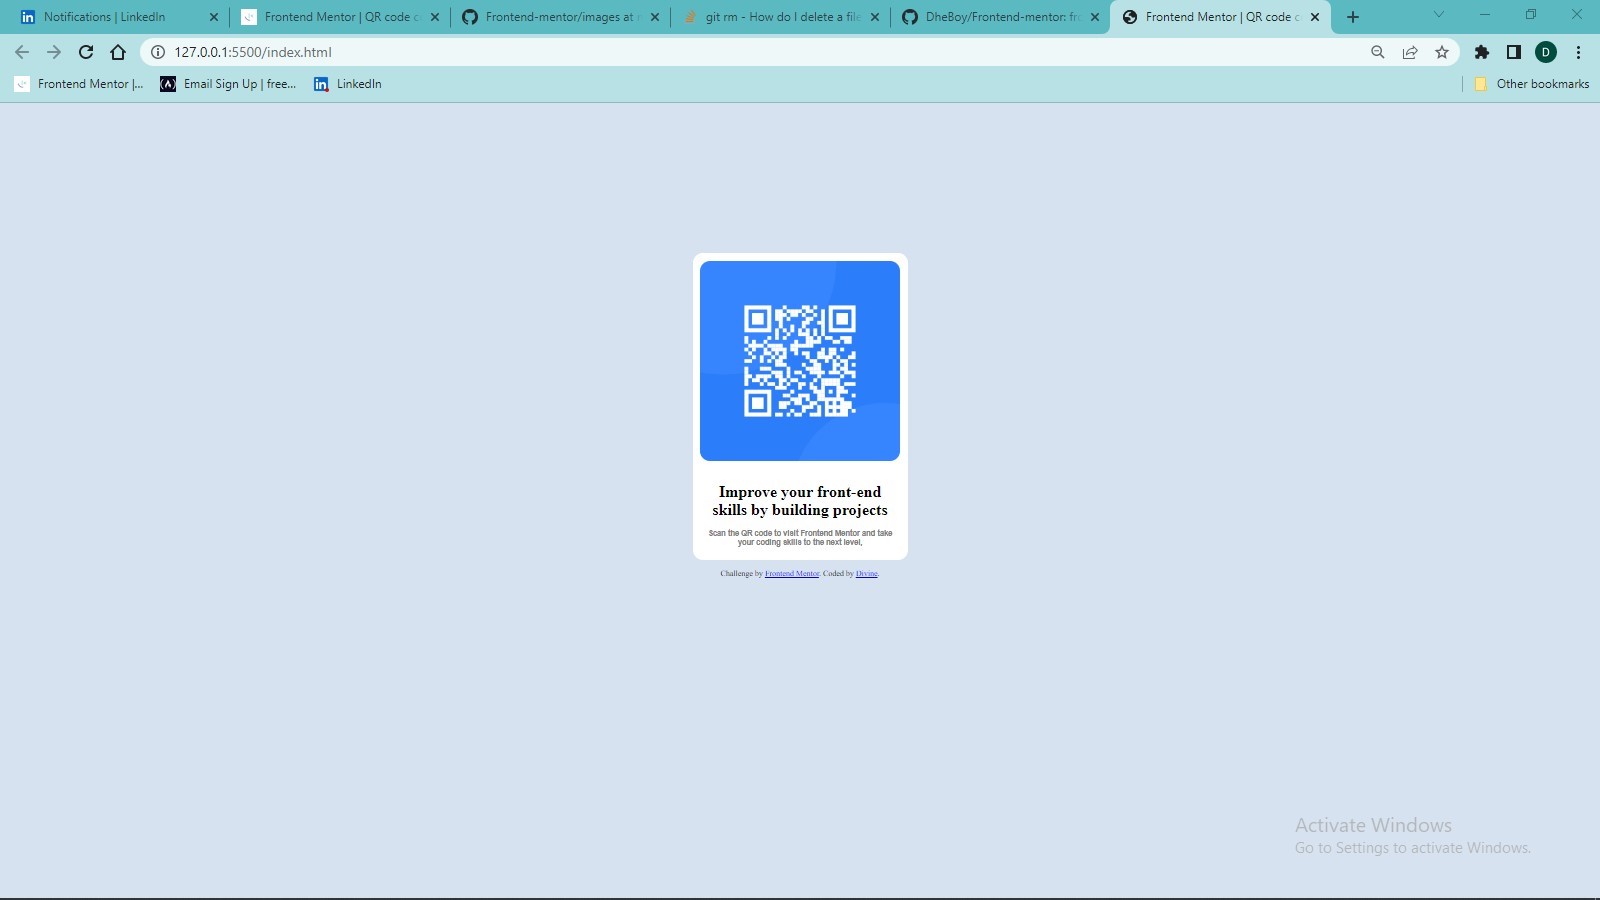 Notifications | LinkedIn
Frontend Mentor | QR code c
Frontend-mentor/images at
git rm - How do I delete a file
DheBoy/Frontend-mentor: fr
Frontend Mentor | QR code c
127.0.0.1:5500/index.html
D
Frontend Mentor |...
Email Sign Up | free...
LinkedIn
Other bookmarks
Improve your front-end
skills by building projects
Scan the QR code to visit Frontend Mentor and take
your coding skills to the next level.
Challenge by Frontend Mentor. Coded by Divine.
Activate Windows
Go to Settings to activate Windows.